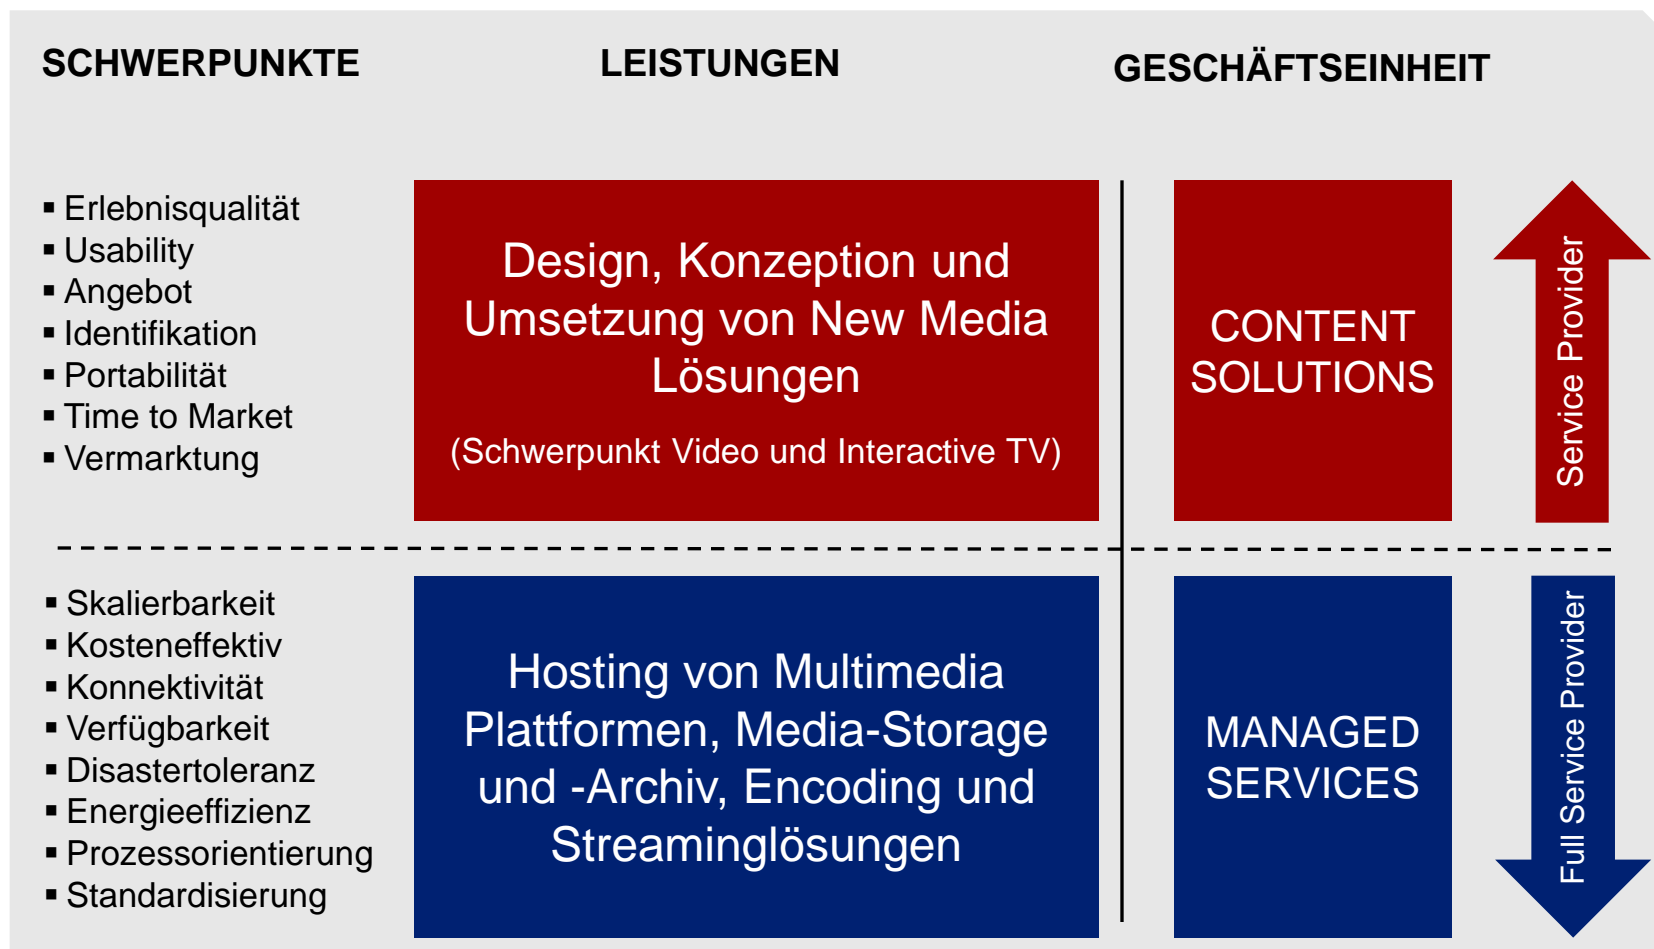 SCHWERPUNKTE
LEISTUNGEN
GESCHÄFTSEINHEIT
▪ Erlebnisqualität
▪ Usability
▪ Angebot
▪ Identifikation
▪ Portabilität
▪ Time to Market
▪ Vermarktung
Design, Konzeption und
Umsetzung von New Media
Lösungen
(Schwerpunkt Video und Interactive TV)
CONTENT
SOLUTIONS
Service Provider
▪ Skalierbarkeit
▪ Kosteneffektiv
▪ Konnektivität
▪ Verfügbarkeit
▪ Disastertoleranz
▪ Energieeffizienz
▪ Prozessorientierung
▪ Standardisierung
Hosting von Multimedia
Plattformen, Media-Storage
und -Archiv, Encoding und
Streaminglösungen
MANAGED
SERVICES
Full Service Provider